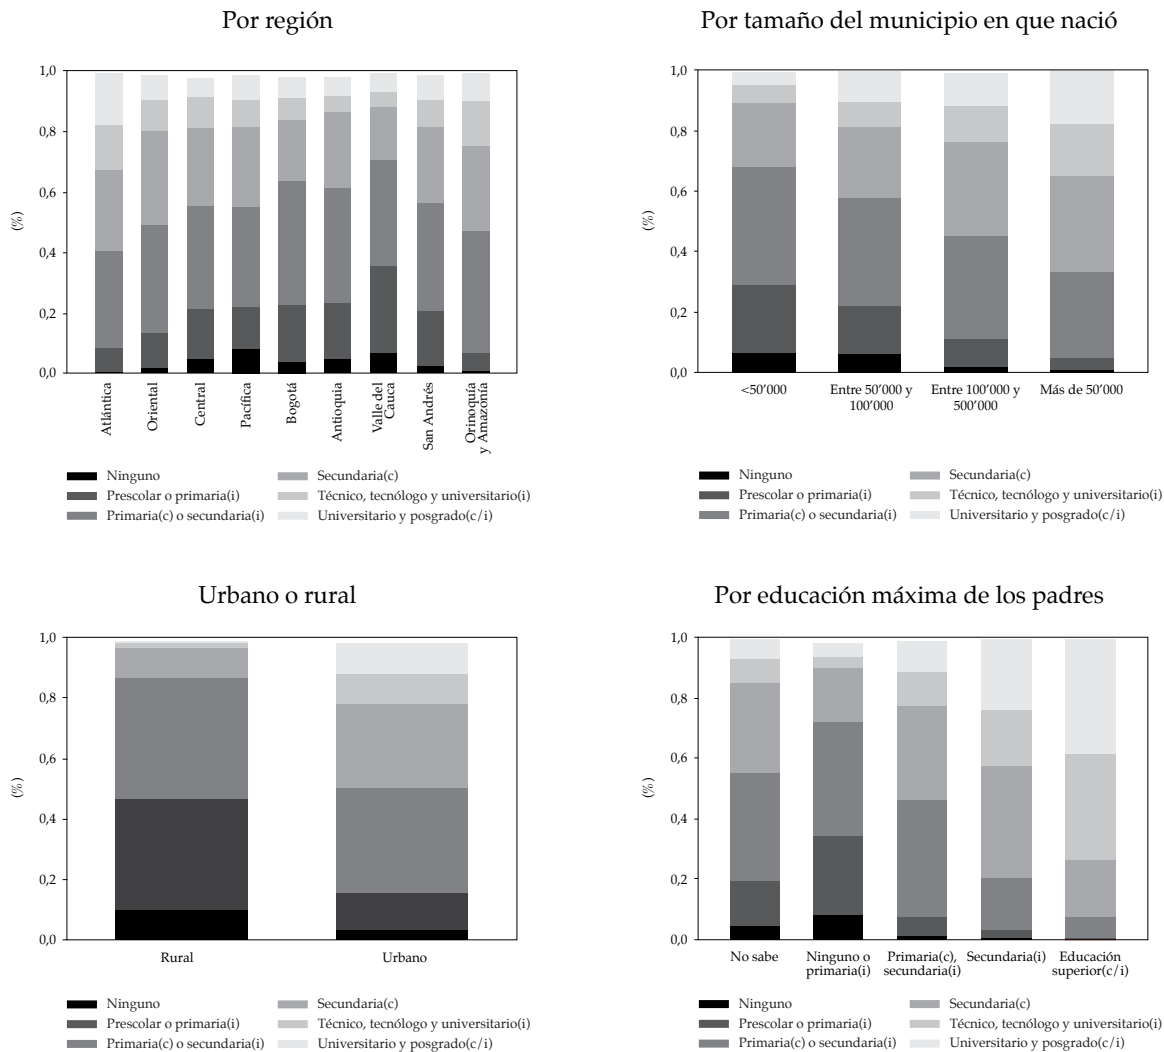 Por región
1,0
0,8
0,6
0,4
0,2
0,0
(%)
Atlántica
Oriental
Central
Pacífica
Bogotá
Antioquia
Valle del
Cauca
San Andrés
Orinoquía
y Amazonía
Ninguno
Prescolar o primaria(i)
Primaria(c) o secundaria(i)
Secundaria(c)
Técnico, tecnólogo y universitario(i)
Universitario y posgrado(c/i)
Por tamaño del municipio en que nació
1,0
0,8
0,6
0,4
0,2
0,0
(%)
<50’000
Entre 50’000 y
100’000
Entre 100’000 y
500’000
Más de 50’000
Ninguno
Prescolar o primaria(i)
Primaria(c) o secundaria(i)
Secundaria(c)
Técnico, tecnólogo y universitario(i)
Universitario y posgrado(c/i)
Urbano o rural
1,0
0,8
0,6
0,4
0,2
0,0
(%)
Rural
Urbano
Ninguno
Prescolar o primaria(i)
Primaria(c) o secundaria(i)
Secundaria(c)
Técnico, tecnólogo y universitario(i)
Universitario y posgrado(c/i)
Por educación máxima de los padres
1,0
0,8
0,6
0,4
0,2
0,0
(%)
No sabe
Ninguno o
primaria(i)
Primaria(c),
secundaria(i)
Secundaria(i)
Educación
superior(c/i)
Ninguno
Prescolar o primaria(i)
Primaria(c) o secundaria(i)
Secundaria(c)
Técnico, tecnólogo y universitario(i)
Universitario y posgrado(c/i)